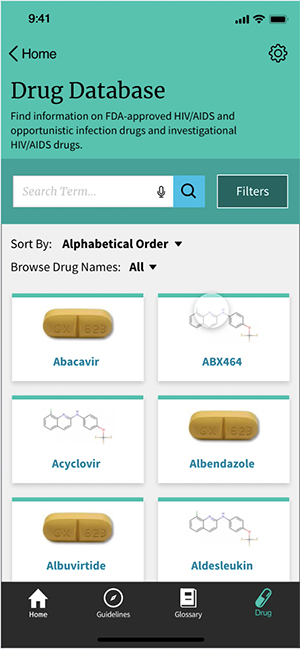 9:41
Home
Drug Database
Find information on FDA-approved HIV/AIDS and
opportunistic infection drugs and investigational
HIV/AIDS drugs.
Search Term... Filters
Sort By: Alphabetical Order
Browse Drug Names: All
GX 623
Abacavir ABX464
GX 623
Acyclovir Albendazole
GX 623
Albuvirtide Aldesleukin
Home Guidelines Glossary Drug